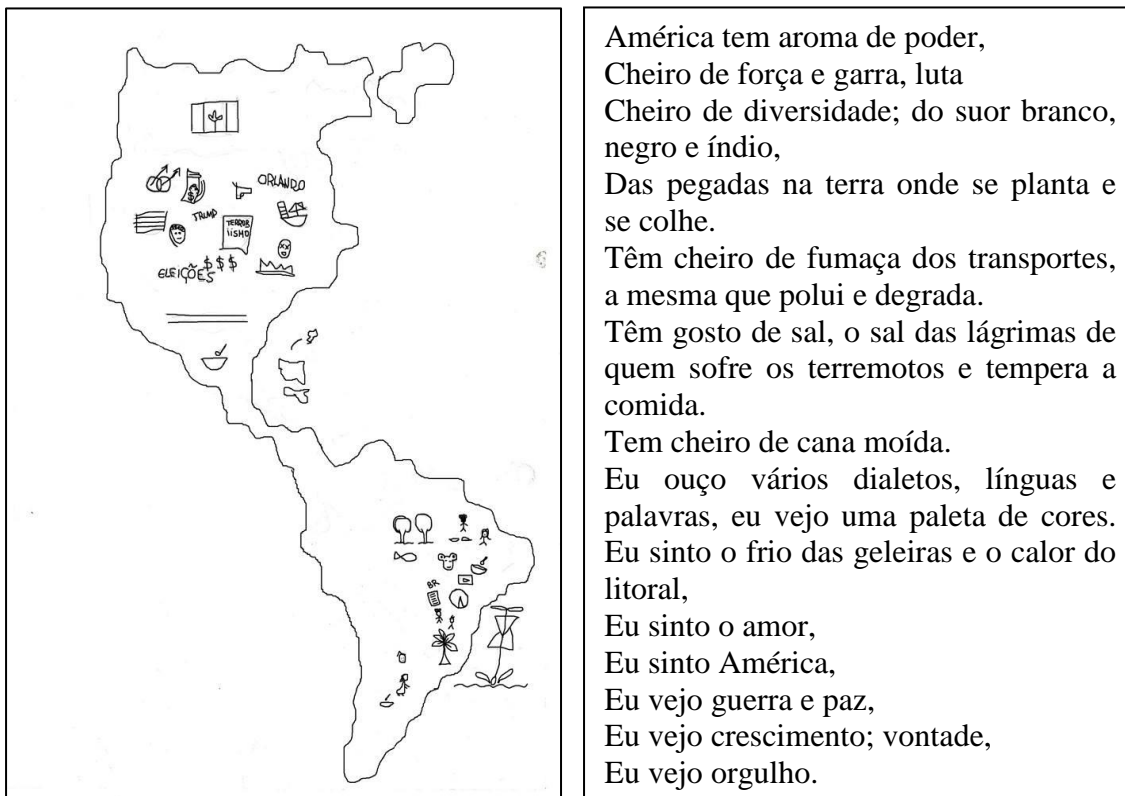 ORLANDO
TRUMP
TERROR
ISMO
ELEIÇÕES $ $ $
BR
América tem aroma de poder,
Cheiro de força e garra, luta
Cheiro de diversidade; do suor branco,
negro e índio,
Das pegadas na terra onde se planta e
se colhe.
Têm cheiro de fumaça dos transportes,
a mesma que polui e degrada.
Têm gosto de sal, o sal das lágrimas de
quem sofre os terremotos e tempera a
comida.
Tem cheiro de cana moída.
Eu ouço vários dialetos, línguas e
palavras, eu vejo uma paleta de cores.
Eu sinto o frio das geleiras e o calor do
litoral,
Eu sinto o amor,
Eu sinto América,
Eu vejo guerra e paz,
Eu vejo crescimento; vontade,
Eu vejo orgulho.